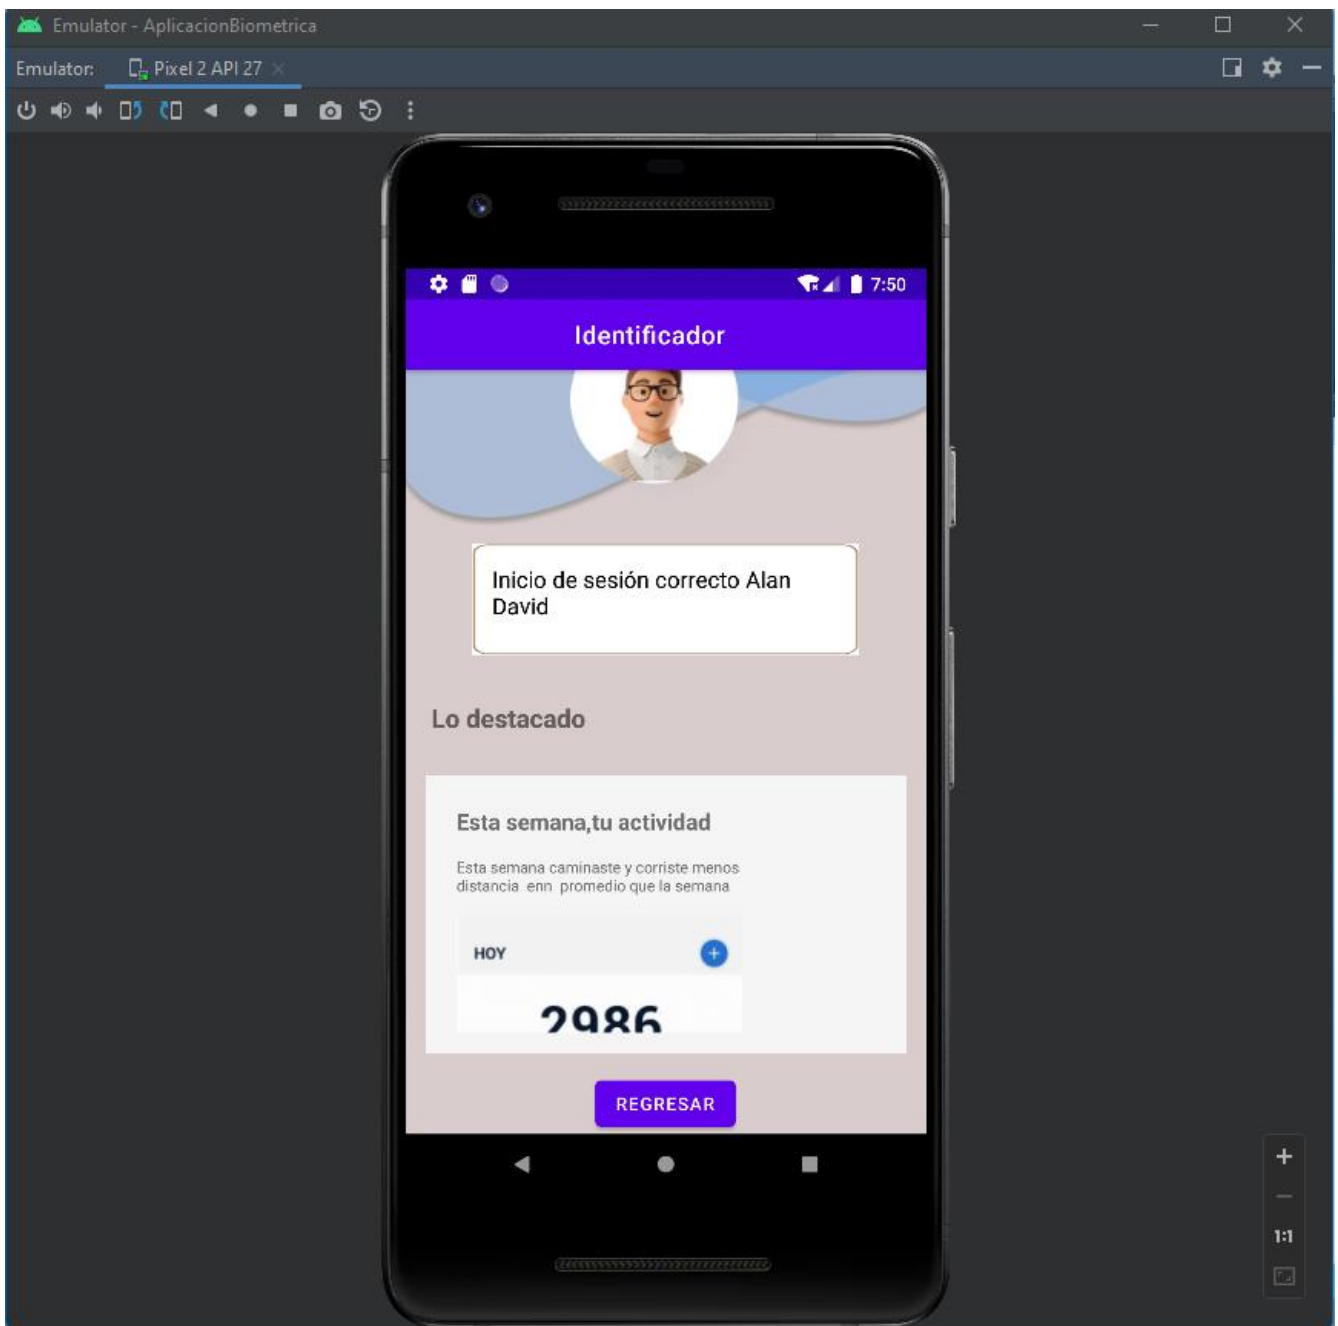 Emulator - AplicacionBiometrica
Emulator: Pixel 2 API 27
7:50
Identificador
Inicio de sesión correcto Alan
David
Lo destacado
Esta semana,tu actividad
Esta semana caminaste y corriste menos
distancia enn promedio que la semana
HOY
2986
REGRESAR
1:1